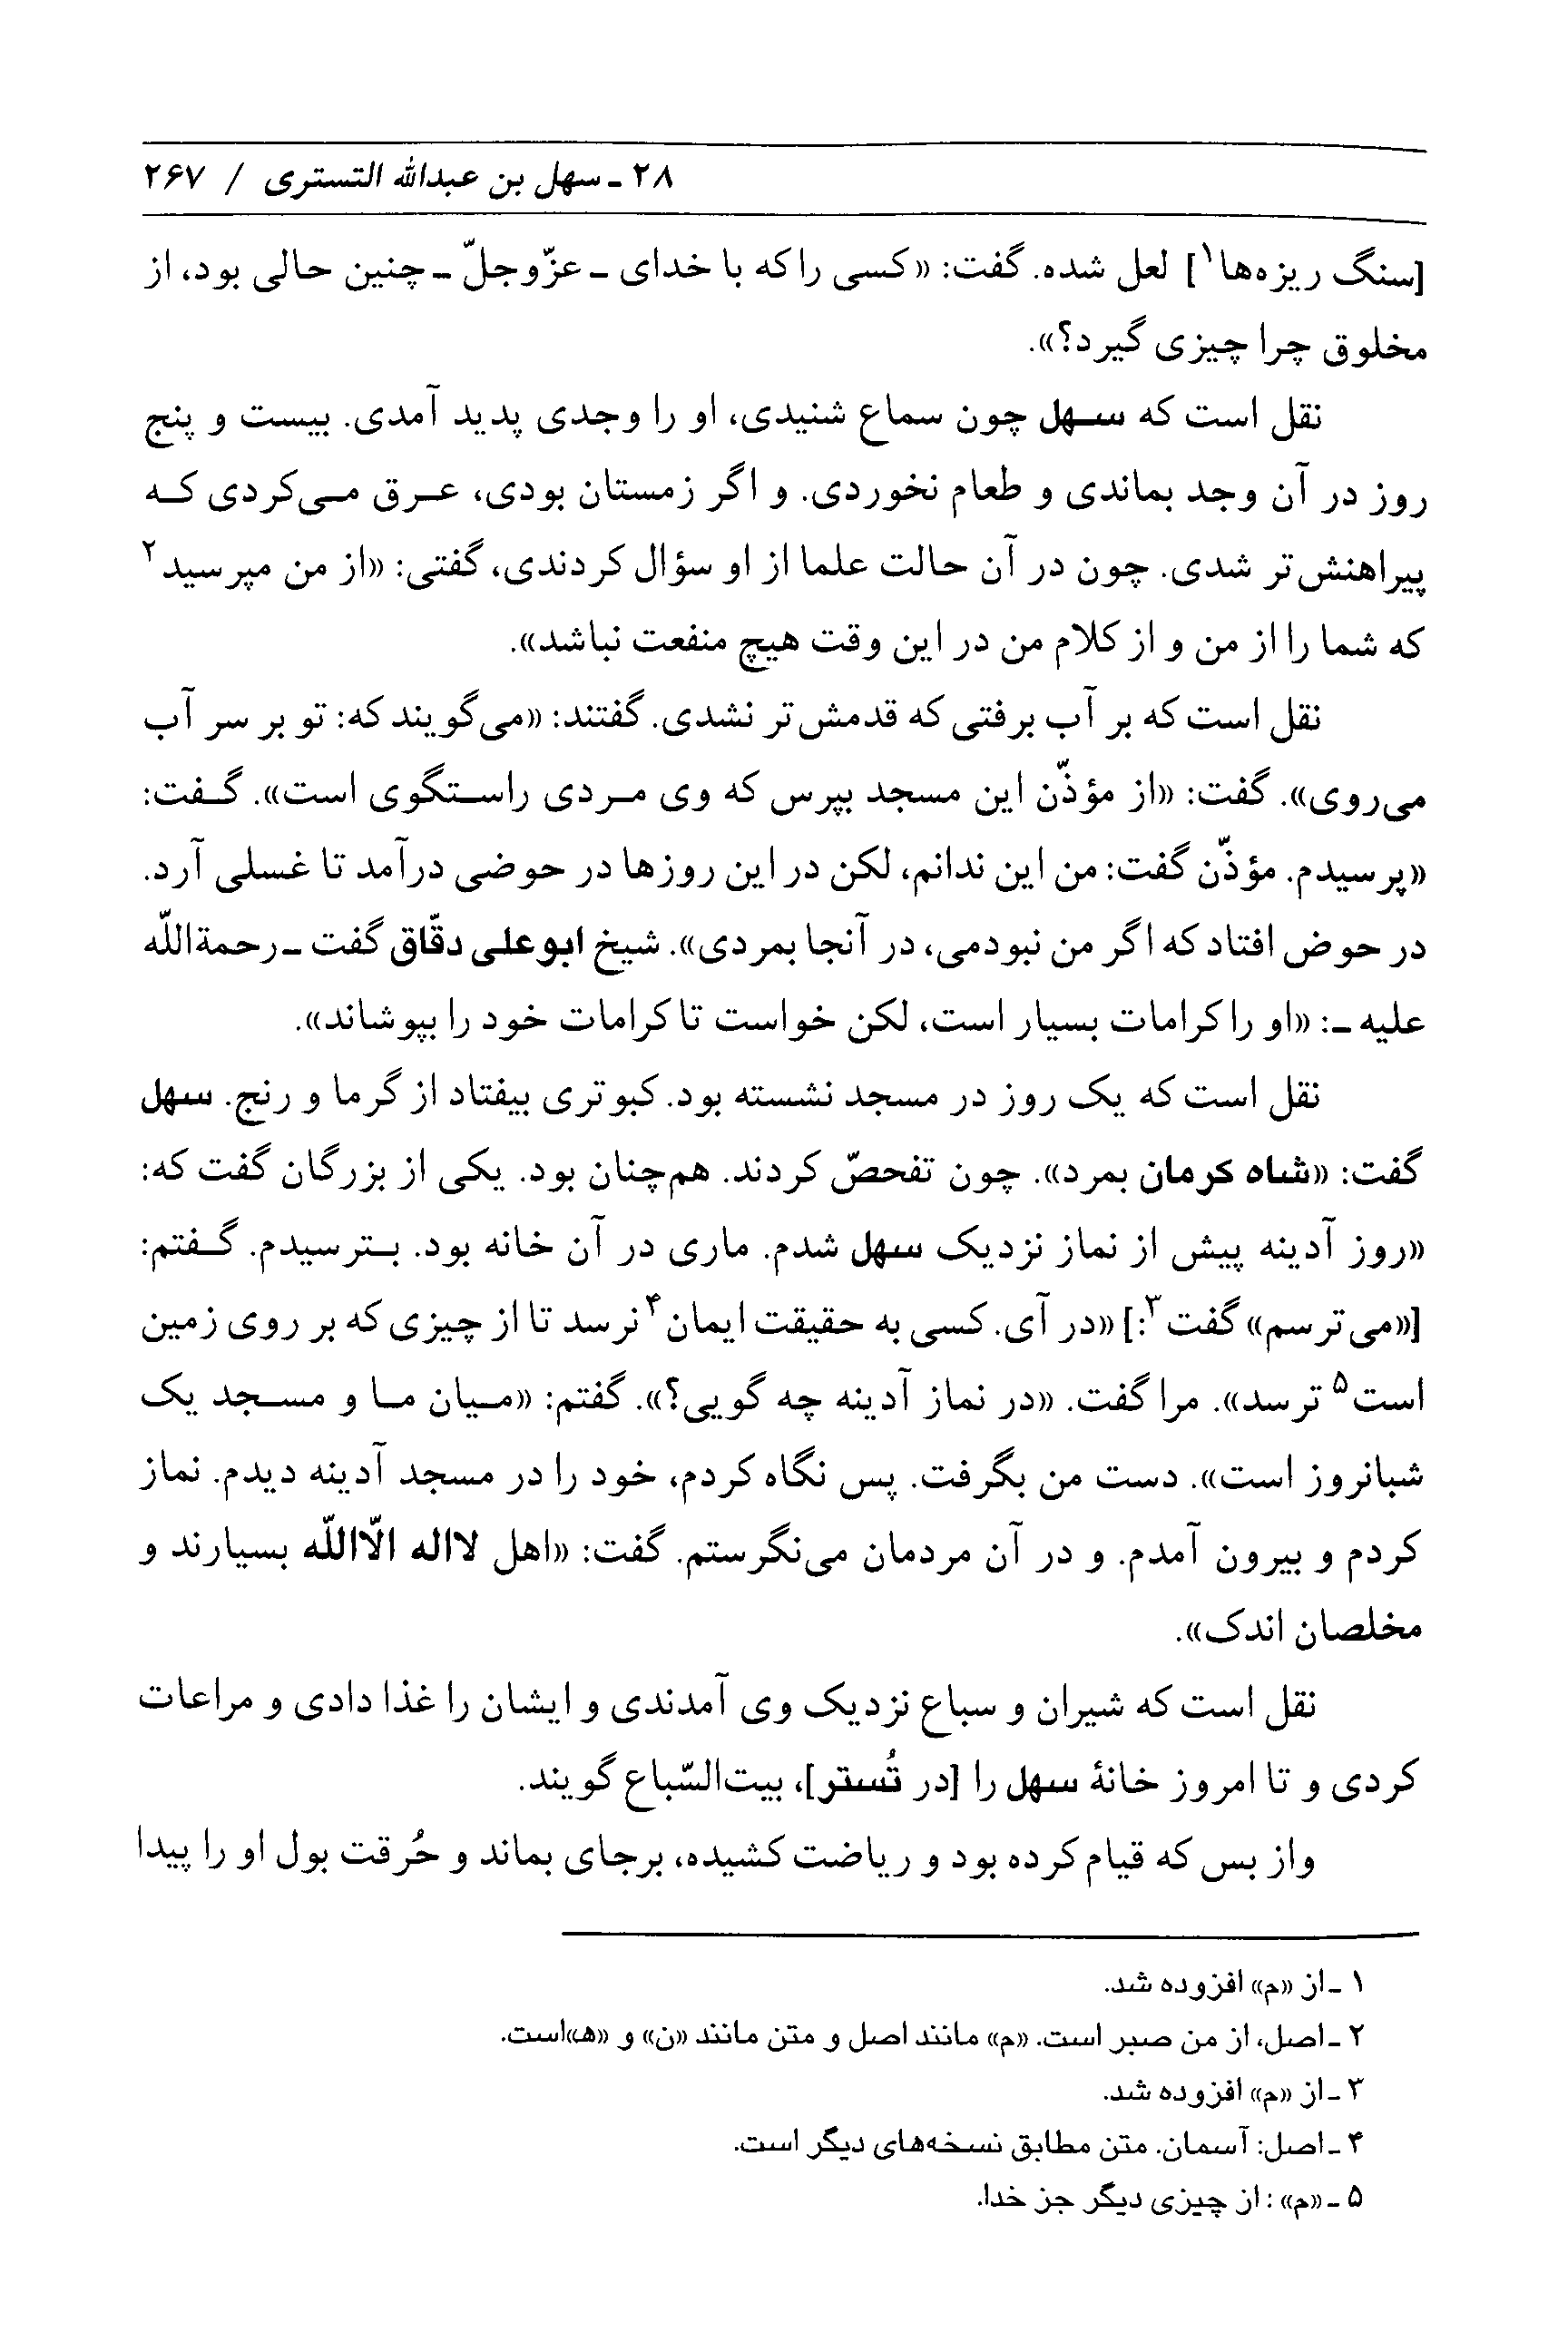 ۲۸ ـ سهل بن عبدالله التستری / ۲۶۷
[سنگ ریزه‌ها۱] لعل شده. گفت: «کسی را که با خدای ـ عزّوجلّ ـ چنین حالی بود، از
مخلوق چرا چیزی گیرد؟».
نقل است که سهل چون سماع شنیدی، او را وجدی پدید آمدی. بیست و پنج
روز در آن وجد بماندی و طعام نخوردی. و اگر زمستان بودی، عرق می‌کردی که
پیراهنش تر شدی. چون در آن حالت علما از او سؤال کردندی، گفتی: «از من مپرسید۲
که شما را از من و از کلام من در این وقت هیچ منفعت نباشد».
نقل است که بر آب برفتی که قدمش تر نشدی. گفتند: «می‌گویند که: تو بر سر آب
می‌روی». گفت: «از مؤذّن این مسجد بپرس که وی مردی راستگوی است». گفت:
«پرسیدم. مؤذّن گفت: من این ندانم، لکن در این روزها در حوضی درآمد تا غسلی آرد.
در حوض افتاد که اگر من نبودمی، در آنجا بمردی». شیخ ابوعلی دقّاق گفت ـ رحمةاللّه
علیه ـ: «او را کرامات بسیار است، لکن خواست تا کرامات خود را بپوشاند».
نقل است که یک روز در مسجد نشسته بود. کبوتری بیفتاد از گرما و رنج. سهل
گفت: «شاه کرمان بمرد». چون تفحصّ کردند. هم‌چنان بود. یکی از بزرگان گفت که:
«روز آدینه پیش از نماز نزدیک سهل شدم. ماری در آن خانه بود. بترسیدم. گفتم:
[«می‌ترسم» گفت۳:] «در آی. کسی به حقیقت ایمان۴ نرسد تا از چیزی که بر روی زمین
است۵ ترسد». مرا گفت. «در نماز آدینه چه گویی؟». گفتم: «میان ما و مسجد یک
شبانروز است». دست من بگرفت. پس نگاه کردم، خود را در مسجد آدینه دیدم. نماز
کردم و بیرون آمدم. و در آن مردمان می‌نگرستم. گفت: «اهل لااله الّااللّه بسیارند و
مخلصان اندک».
نقل است که شیران و سباع نزدیک وی آمدندی و ایشان را غذا دادی و مراعات
کردی و تا امروز خانهٔ سهل را [در تُستر]، بیت‌السّباع گویند.
واز بس که قیام کرده بود و ریاضت کشیده، برجای بماند و حُرقت بول او را پیدا
۱ ـ از «م» افزوده شد.
۲ ـ اصل، از من صبر است. «م» مانند اصل و متن مانند «ن» و «هـ»است.
۳ ـ از «م» افزوده شد.
۴ ـ اصل: آسمان. متن مطابق نسخه‌های دیگر است.
۵ ـ «م» : از چیزی دیگر جز خدا.